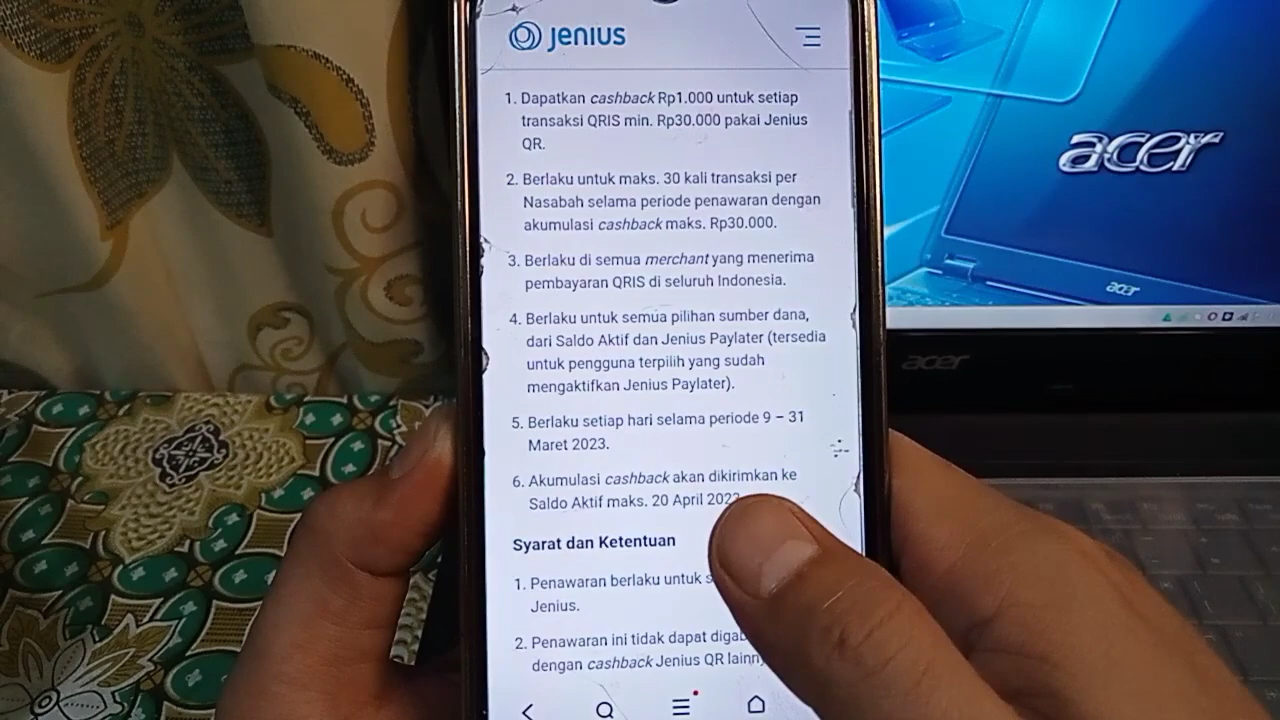 Jenius
1. Dapatkan cashback Rp1.000 untuk setiap
transaksi QRIS min. Rp30.000 pakai Jenius
QR.
2. Berlaku untuk maks. 30 kali transaksi per
Nasabah selama periode penawaran dengan
akumulasi cashback maks. Rp30.000.
3. Berlaku di semua merchant yang menerima
pembayaran QRIS di seluruh Indonesia.
4. Berlaku untuk semua pilihan sumber dana,
dari Saldo Aktif dan Jenius Paylater (tersedia
untuk pengguna terpilih yang sudah
mengaktifkan Jenius Paylater).
5. Berlaku setiap hari selama periode 9 – 31
Maret 2023.
6. Akumulasi cashback akan dikirimkan ke
Saldo Aktif maks. 20 April
Syarat dan Ketentuan
1. Penawaran berlaku untuk
Jenius.
2. Penawaran ini tidak dapat
dengan cashback Jenius QR
acer
acer
acer